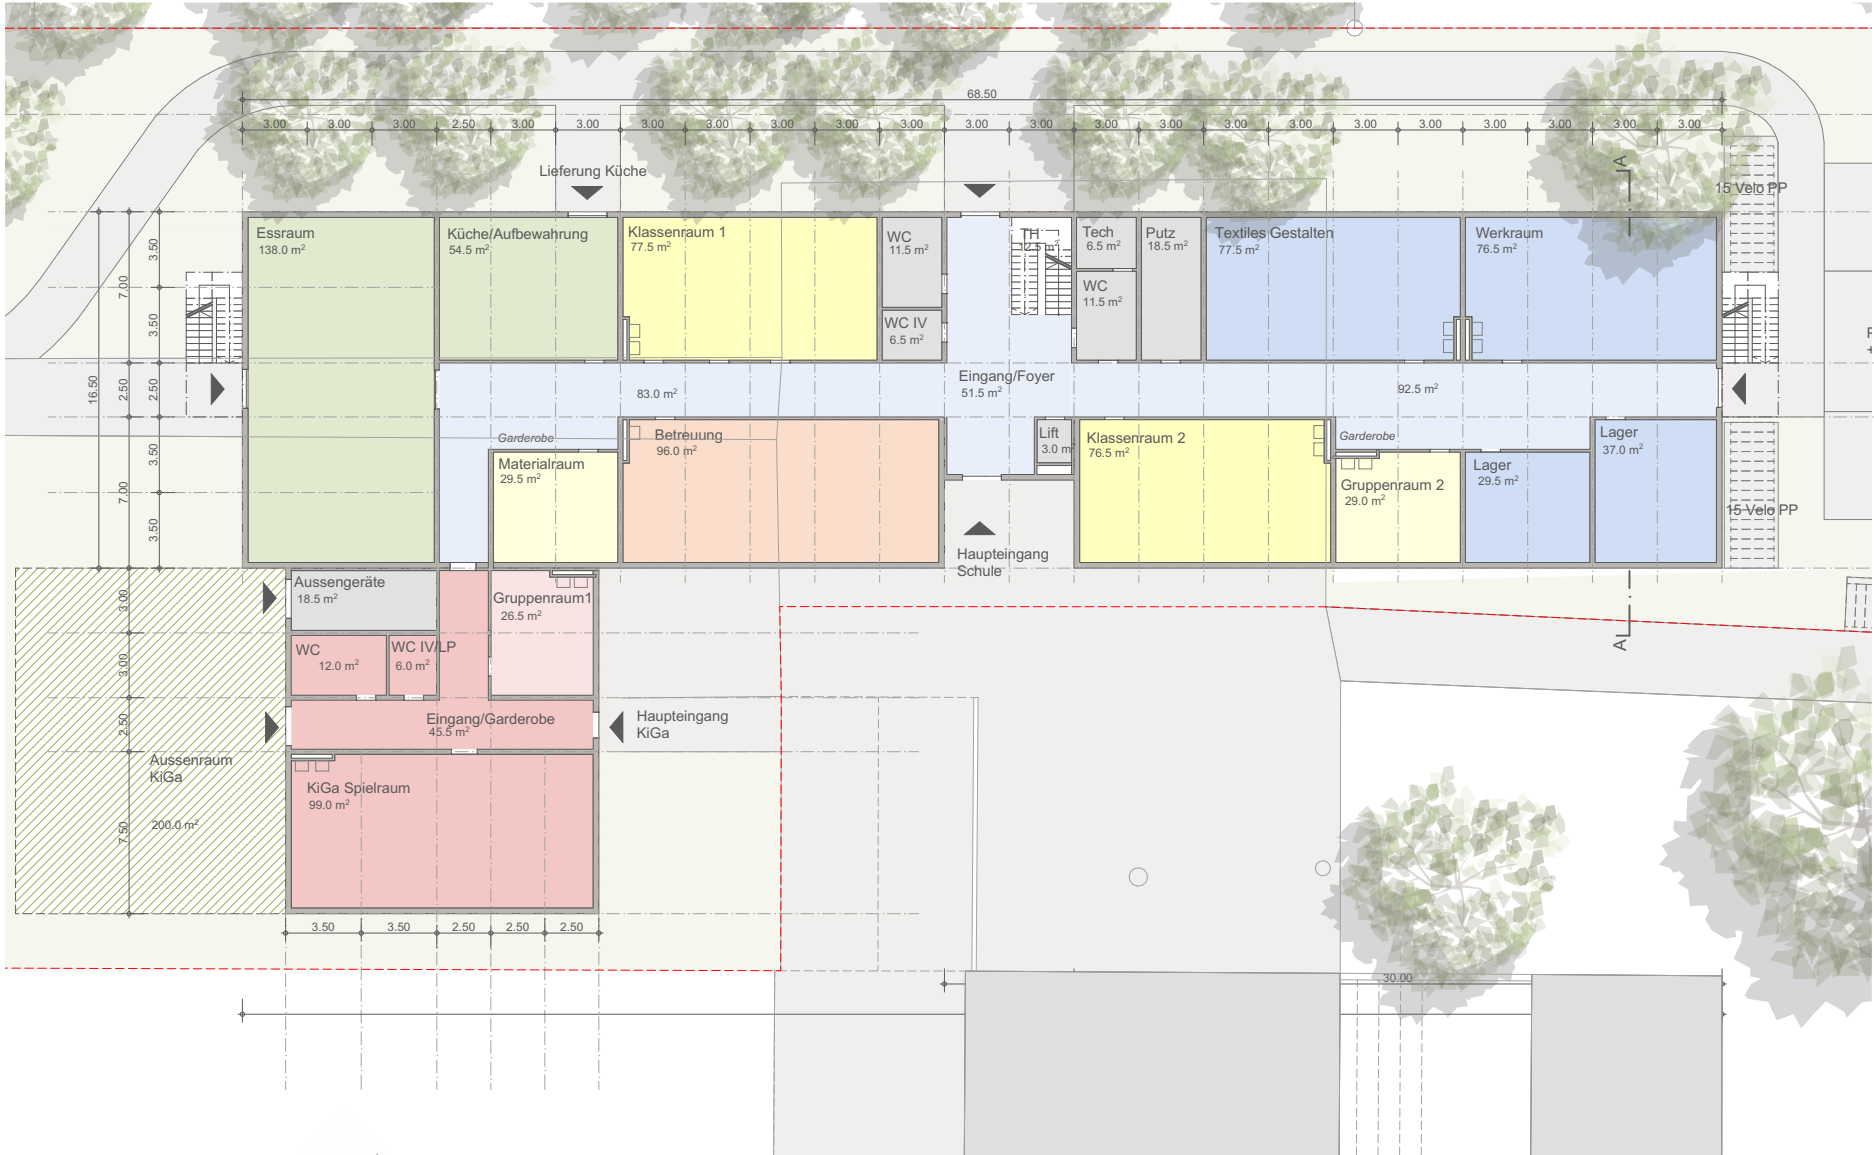 68.50
3.00 3.00 3.00 2.50 3.00 3.00 3.00 3.00 3.00 3.00 3.00 3.00 3.00 3.00 3.00 3.00 3.00 3.00 3.00 3.00 3.00 3.00
A
Lieferung Küche
15 Velo PP
Essraum
138.0 m²
Küche/Aufbewahrung
54.5 m²
Klassenraum 1
77.5 m²
WC
11.5 m²
WC IV
6.5 m²
TH
Tech
6.5 m²
WC
11.5 m²
Putz
18.5 m²
Textiles Gestalten
77.5 m²
Werkraum
76.5 m²
3.50
7.00
3.50
16.50
2.50
2.50
3.50
7.00
3.50
83.0 m²
Eingang/Foyer
51.5 m²
92.5 m²
Garderobe
Materialraum
29.5 m²
Betreuung
96.0 m²
Lift
3.0 m
Klassenraum 2
76.5 m²
Garderobe
Gruppenraum 2
29.0 m²
Lager
29.5 m²
Lager
37.0 m²
15 Velo PP
Haupteingang
Schule
A
3.00
3.00
2.50
7.50
Aussengeräte
18.5 m²
Gruppenraum1
26.5 m²
WC
12.0 m²
WC IV/LP
6.0 m²
Eingang/Garderobe
45.5 m²
Haupteingang
KiGa
Aussenraum
KiGa
200.0 m²
KiGa Spielraum
99.0 m²
3.50 3.50 2.50 2.50 2.50
30.00